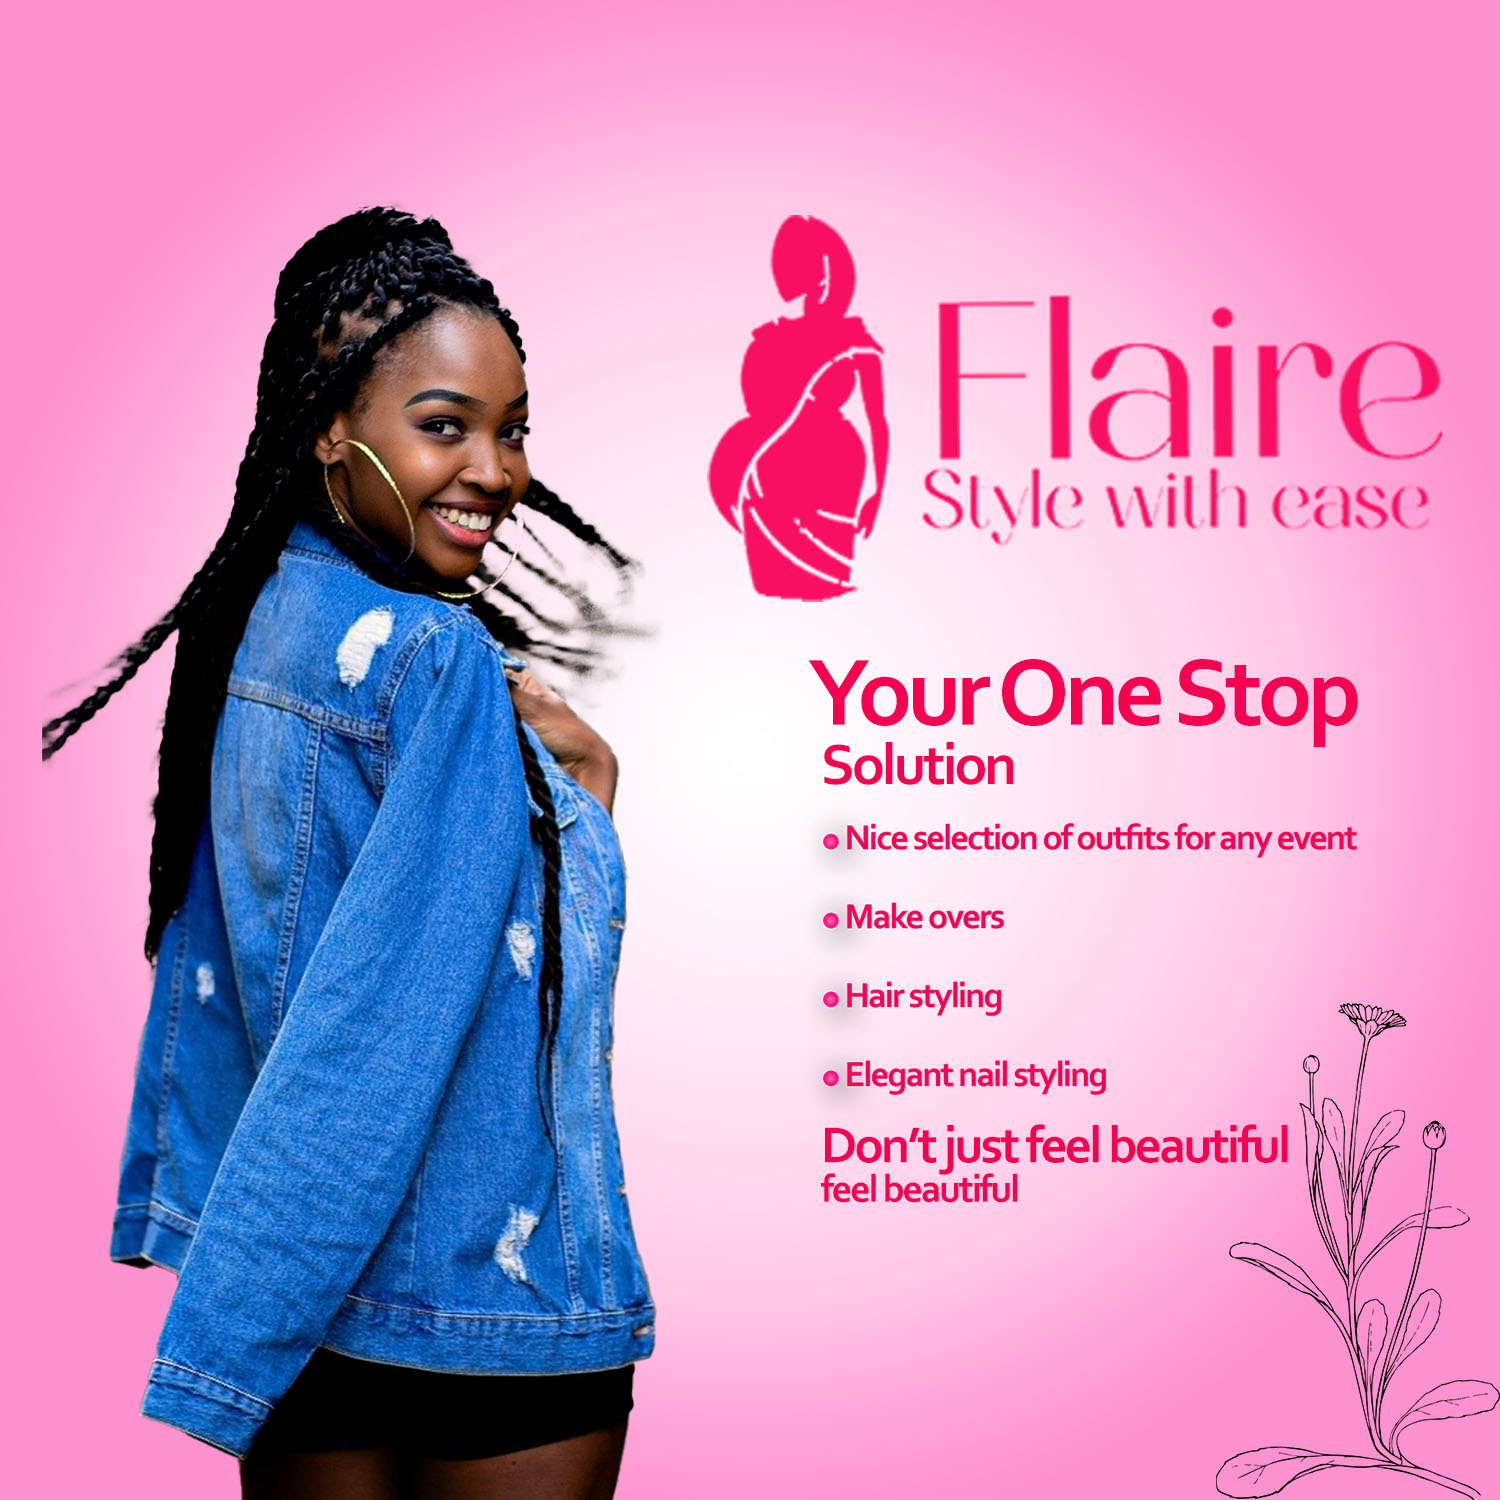 Flaire
Style with ease
Your One Stop
Solution
Nice selection of outfits for any event
Make overs
Hair styling
Elegant nail styling
Don’t just feel beautiful
feel beautiful